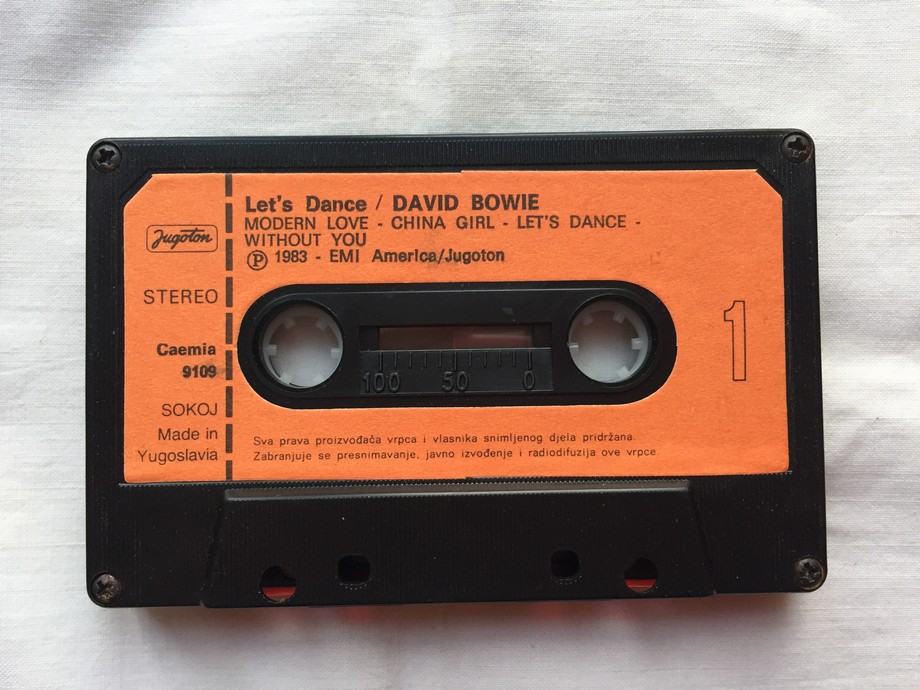 Jugoton
STEREO
Caemia
9109
SOKOJ
Made in
Yugoslavia
Let's Dance / DAVID BOWIE
MODERN LOVE - CHINA GIRL - LET'S DANCE -
WITHOUT YOU
Ⓟ 1983 - EMI America/Jugoton
1
100 50 0
Sva prava proizvođača vrpca i vlasnika snimljenog djela pridržana.
Zabranjuje se presnimavanje, javno izvođenje i radiodifuzija ove vrpce